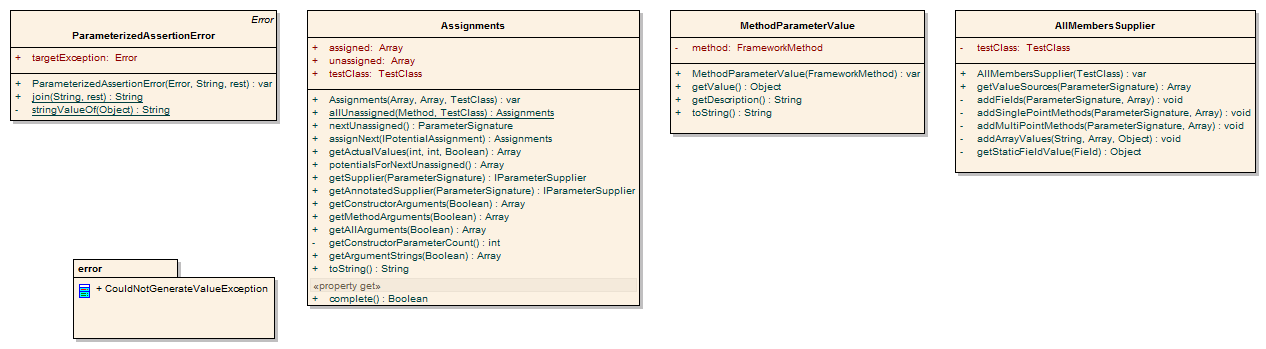 Error
ParameterizedAssertionError
+ targetException: Error
+ ParameterizedAssertionError(Error, String, rest) : var
+ join(String, rest) : String
- stringValueOf(Object) : String
Assignments
+ assigned: Array
+ unassigned: Array
+ testClass: TestClass
+ Assignments(Array, Array, TestClass) : var
+ allUnassigned(Method, TestClass) : Assignments
+ nextUnassigned() : ParameterSignature
+ assignNext(IPotentialAssignment) : Assignments
+ getActualValues(int, int, Boolean) : Array
+ potentialsForNextUnassigned() : Array
+ getSupplier(ParameterSignature) : IParameterSupplier
+ getAnnotatedSupplier(ParameterSignature) : IParameterSupplier
+ getConstructorArguments(Boolean) : Array
+ getMethodArguments(Boolean) : Array
+ getAllArguments(Boolean) : Array
- getConstructorParameterCount() : int
+ getArgumentStrings(Boolean) : Array
+ toString() : String
«property get»
+ complete() : Boolean
MethodParameterValue
- method: FrameworkMethod
+ MethodParameterValue(FrameworkMethod) : var
+ getValue() : Object
+ getDescription() : String
+ toString() : String
AllMembersSupplier
- testClass: TestClass
+ AllMembersSupplier(TestClass) : var
+ getValueSources(ParameterSignature) : Array
- addFields(ParameterSignature, Array) : void
- addSinglePointMethods(ParameterSignature, Array) : void
- addMultiPointMethods(ParameterSignature, Array) : void
- addArrayValues(String, Array, Object) : void
- getStaticFieldValue(Field) : Object
error
+ CouldNotGenerateValueException